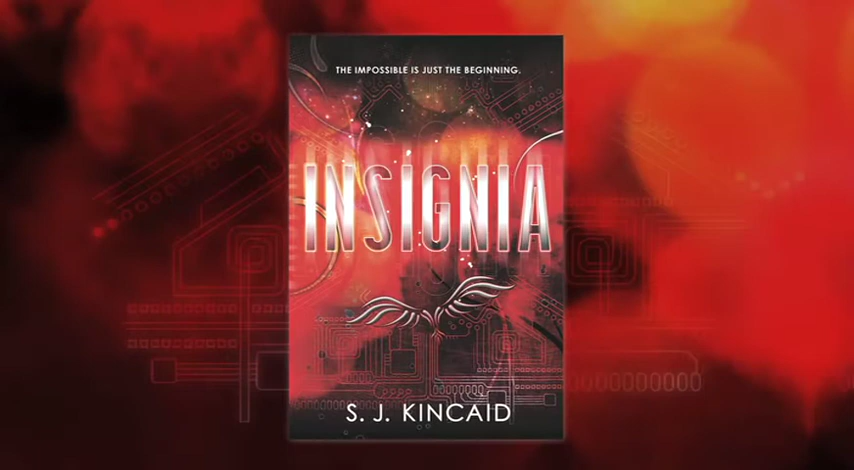 THE IMPOSSIBLE IS JUST THE BEGINNING.
INSIGNIA
S. J. KINCAID